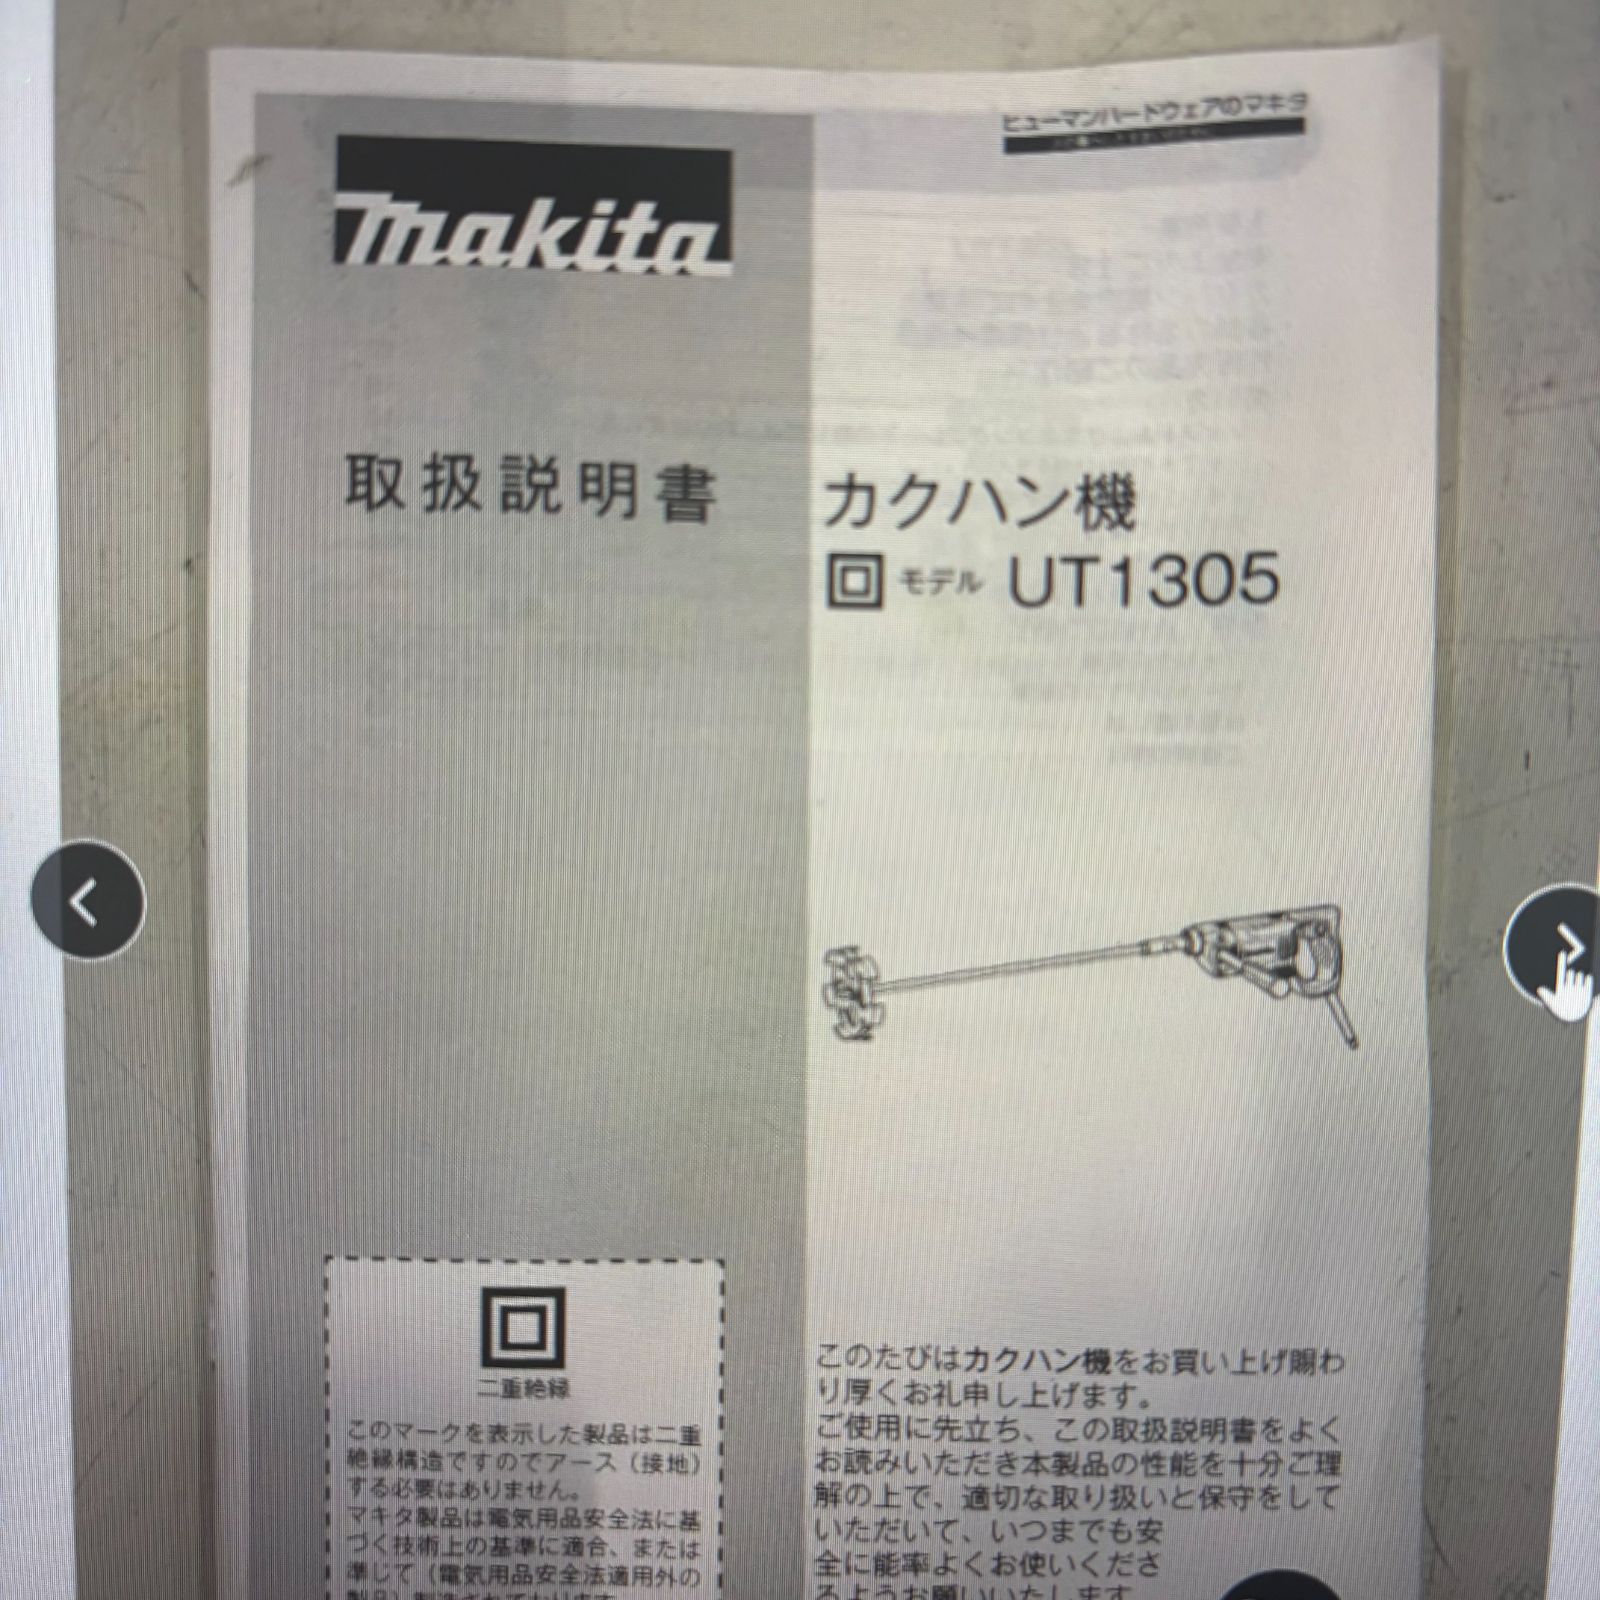 ヒューマンハードウェアのマキタ
makita
取扱説明書
カクハン機
モデル UT1305
二重絶縁
このマークを表示した製品は二重
絶縁構造ですのでアース(接地)
する必要はありません。
マキタ製品は電気用品安全法に基
づく技術上の基準に適合、または
準じて(電気用品安全法適用外の
このたびはカクハン機をお買い上げ賜わ
り厚くお礼申し上げます。
ご使用に先立ち、この取扱説明書をよく
お読みいただき本製品の性能を十分ご理
解の上で、適切な取り扱いと保守をして
いただいて、いつまでも安
全に能率よくお使いくださ
るようお願いいたします